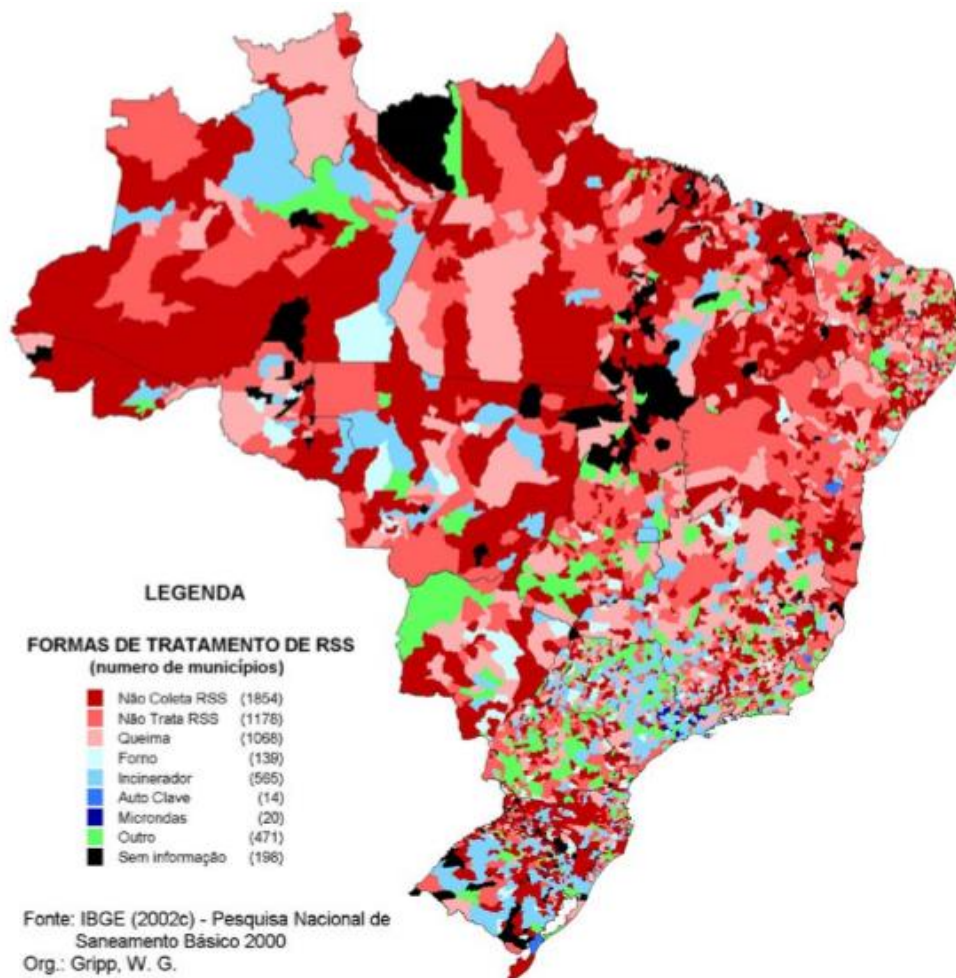 LEGENDA
FORMAS DE TRATAMENTO DE RSS
(numero de municípios)
Não Coleta RSS (1854)
Não Trata RSS (1178)
Queima (1068)
Forno (139)
Incinerador (565)
Auto Clave (14)
Microndas (20)
Outro (471)
Sem informação (198)
Fonte: IBGE (2002c) - Pesquisa Nacional de
Saneamento Básico 2000
Org.: Gripp, W. G.